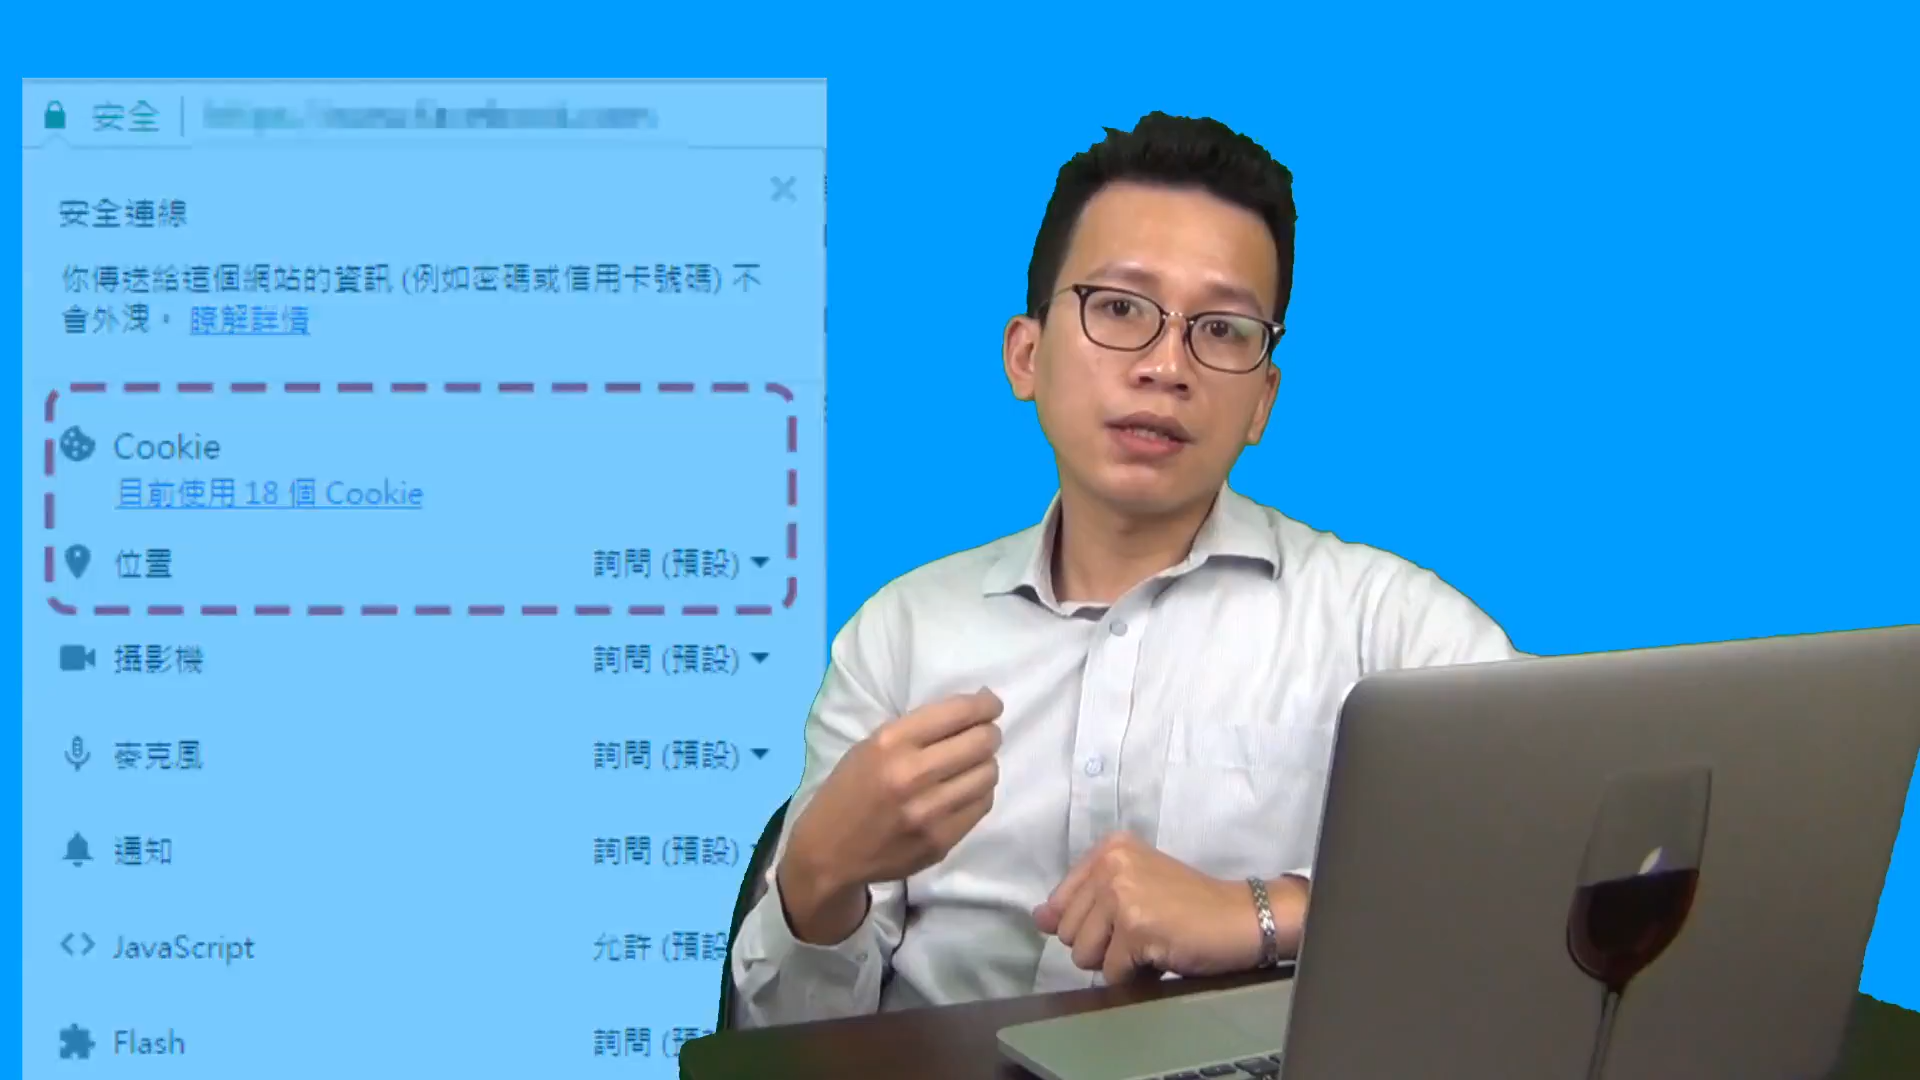 安全
安全連線
你傳送給這個網站的資訊 (例如密碼或信用卡號碼) 不
會外洩。 瞭解詳情
Cookie
目前使用 18 個 Cookie
位置 詢問 (預設)
攝影機 詢問 (預設)
麥克風 詢問 (預設)
通知 詢問 (預設)
JavaScript 允許 (預設
Flash 詢問 (預